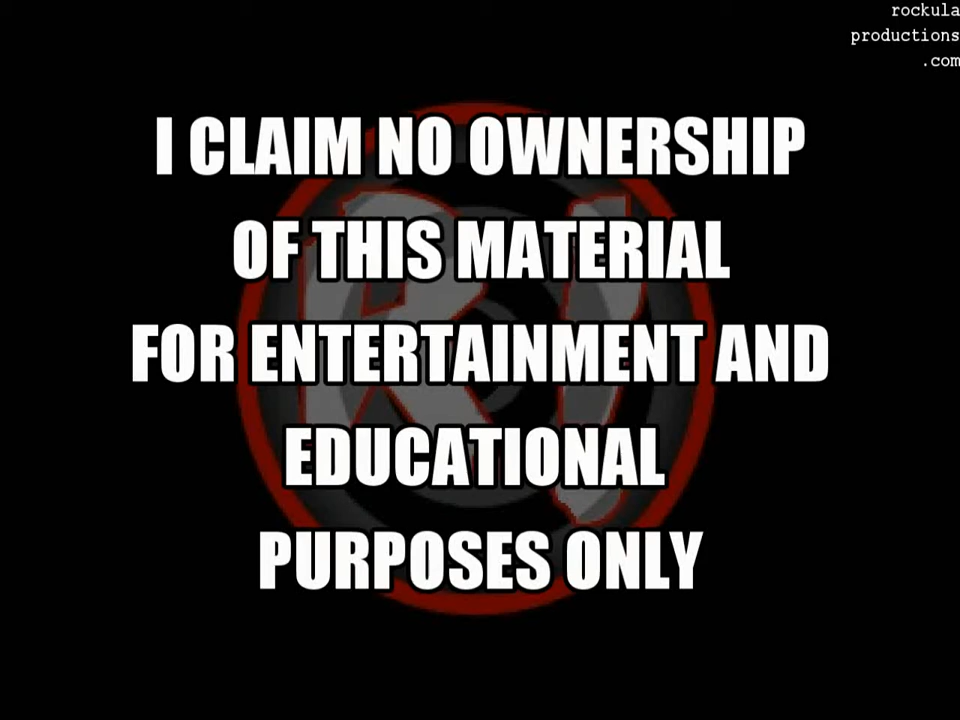 rockula
productions
.com
I CLAIM NO OWNERSHIP
OF THIS MATERIAL
FOR ENTERTAINMENT AND
EDUCATIONAL
PURPOSES ONLY